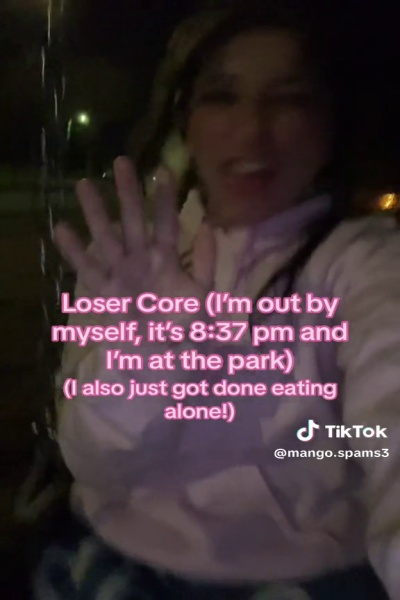 Loser Core (I'm out by
myself, it's 8:37 pm and
I'm at the park)
(I also just got done eating
alone!)
TikTok
@mango.spams3